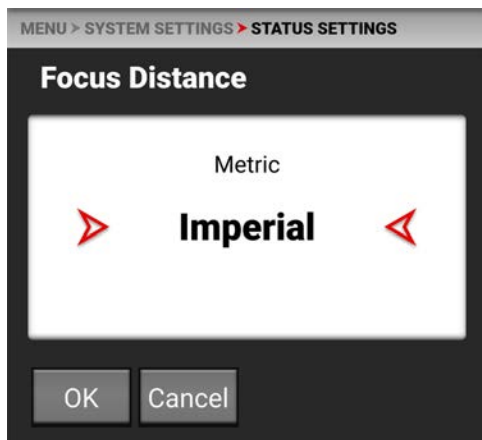 MENU > SYSTEM SETTINGS > STATUS SETTINGS
Focus Distance
Metric
Imperial
OK Cancel